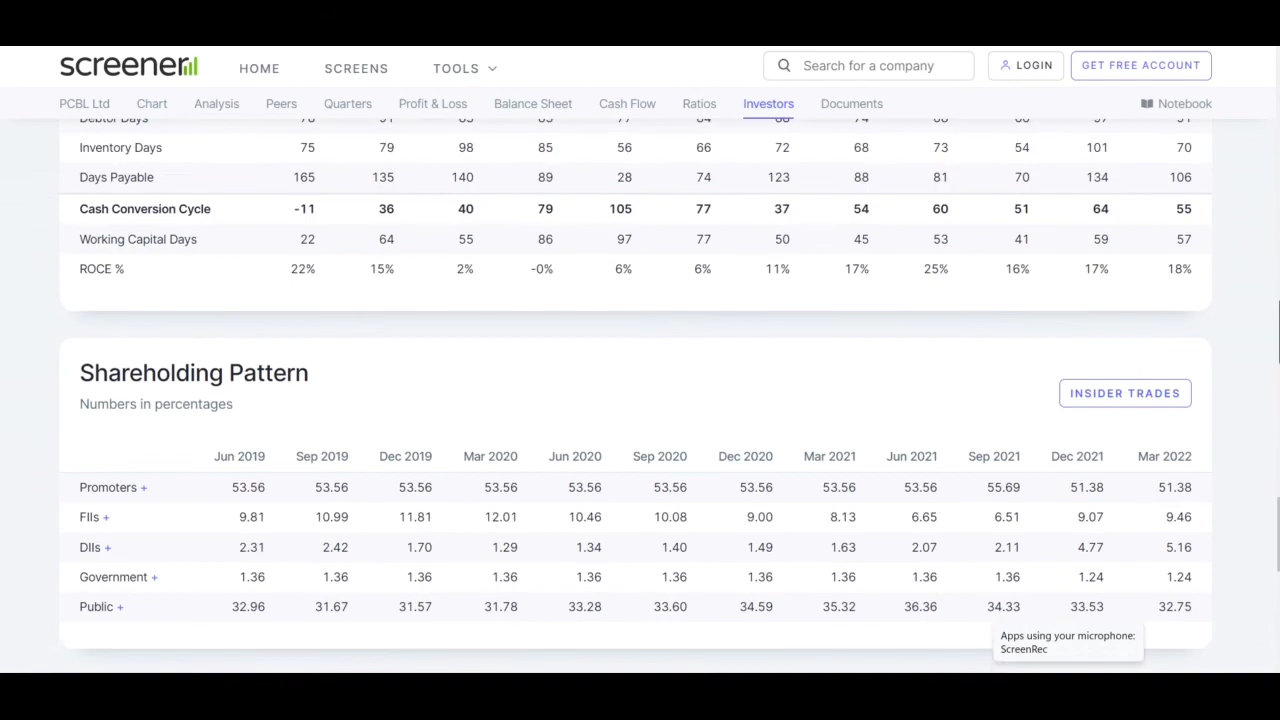 screener HOME SCREENS TOOLS Search for a company LOGIN GET FREE ACCOUNT
PCBL Ltd Chart Analysis Peers Quarters Profit & Loss Balance Sheet Cash Flow Ratios Investors Documents Notebook
Debtor Days
Inventory Days 75 79 98 85 56 66 72 68 73 54 101 70
Days Payable 165 135 140 89 28 74 123 88 81 70 134 106
Cash Conversion Cycle -11 36 40 79 105 77 37 54 60 51 64 55
Working Capital Days 22 64 55 86 97 77 50 45 53 41 59 57
ROCE % 22% 15% 2% -0% 6% 6% 11% 17% 25% 16% 17% 18%
Shareholding Pattern
Numbers in percentages
INSIDER TRADES
Jun 2019 Sep 2019 Dec 2019 Mar 2020 Jun 2020 Sep 2020 Dec 2020 Mar 2021 Jun 2021 Sep 2021 Dec 2021 Mar 2022
Promoters + 53.56 53.56 53.56 53.56 53.56 53.56 53.56 53.56 53.56 55.69 51.38 51.38
FIIs + 9.81 10.99 11.81 12.01 10.46 10.08 9.00 8.13 6.65 6.51 9.07 9.46
DIIs + 2.31 2.42 1.70 1.29 1.34 1.40 1.49 1.63 2.07 2.11 4.77 5.16
Government + 1.36 1.36 1.36 1.36 1.36 1.36 1.36 1.36 1.36 1.36 1.24 1.24
Public + 32.96 31.67 31.57 31.78 33.28 33.60 34.59 35.32 36.36 34.33 33.53 32.75
Apps using your microphone:
ScreenRec